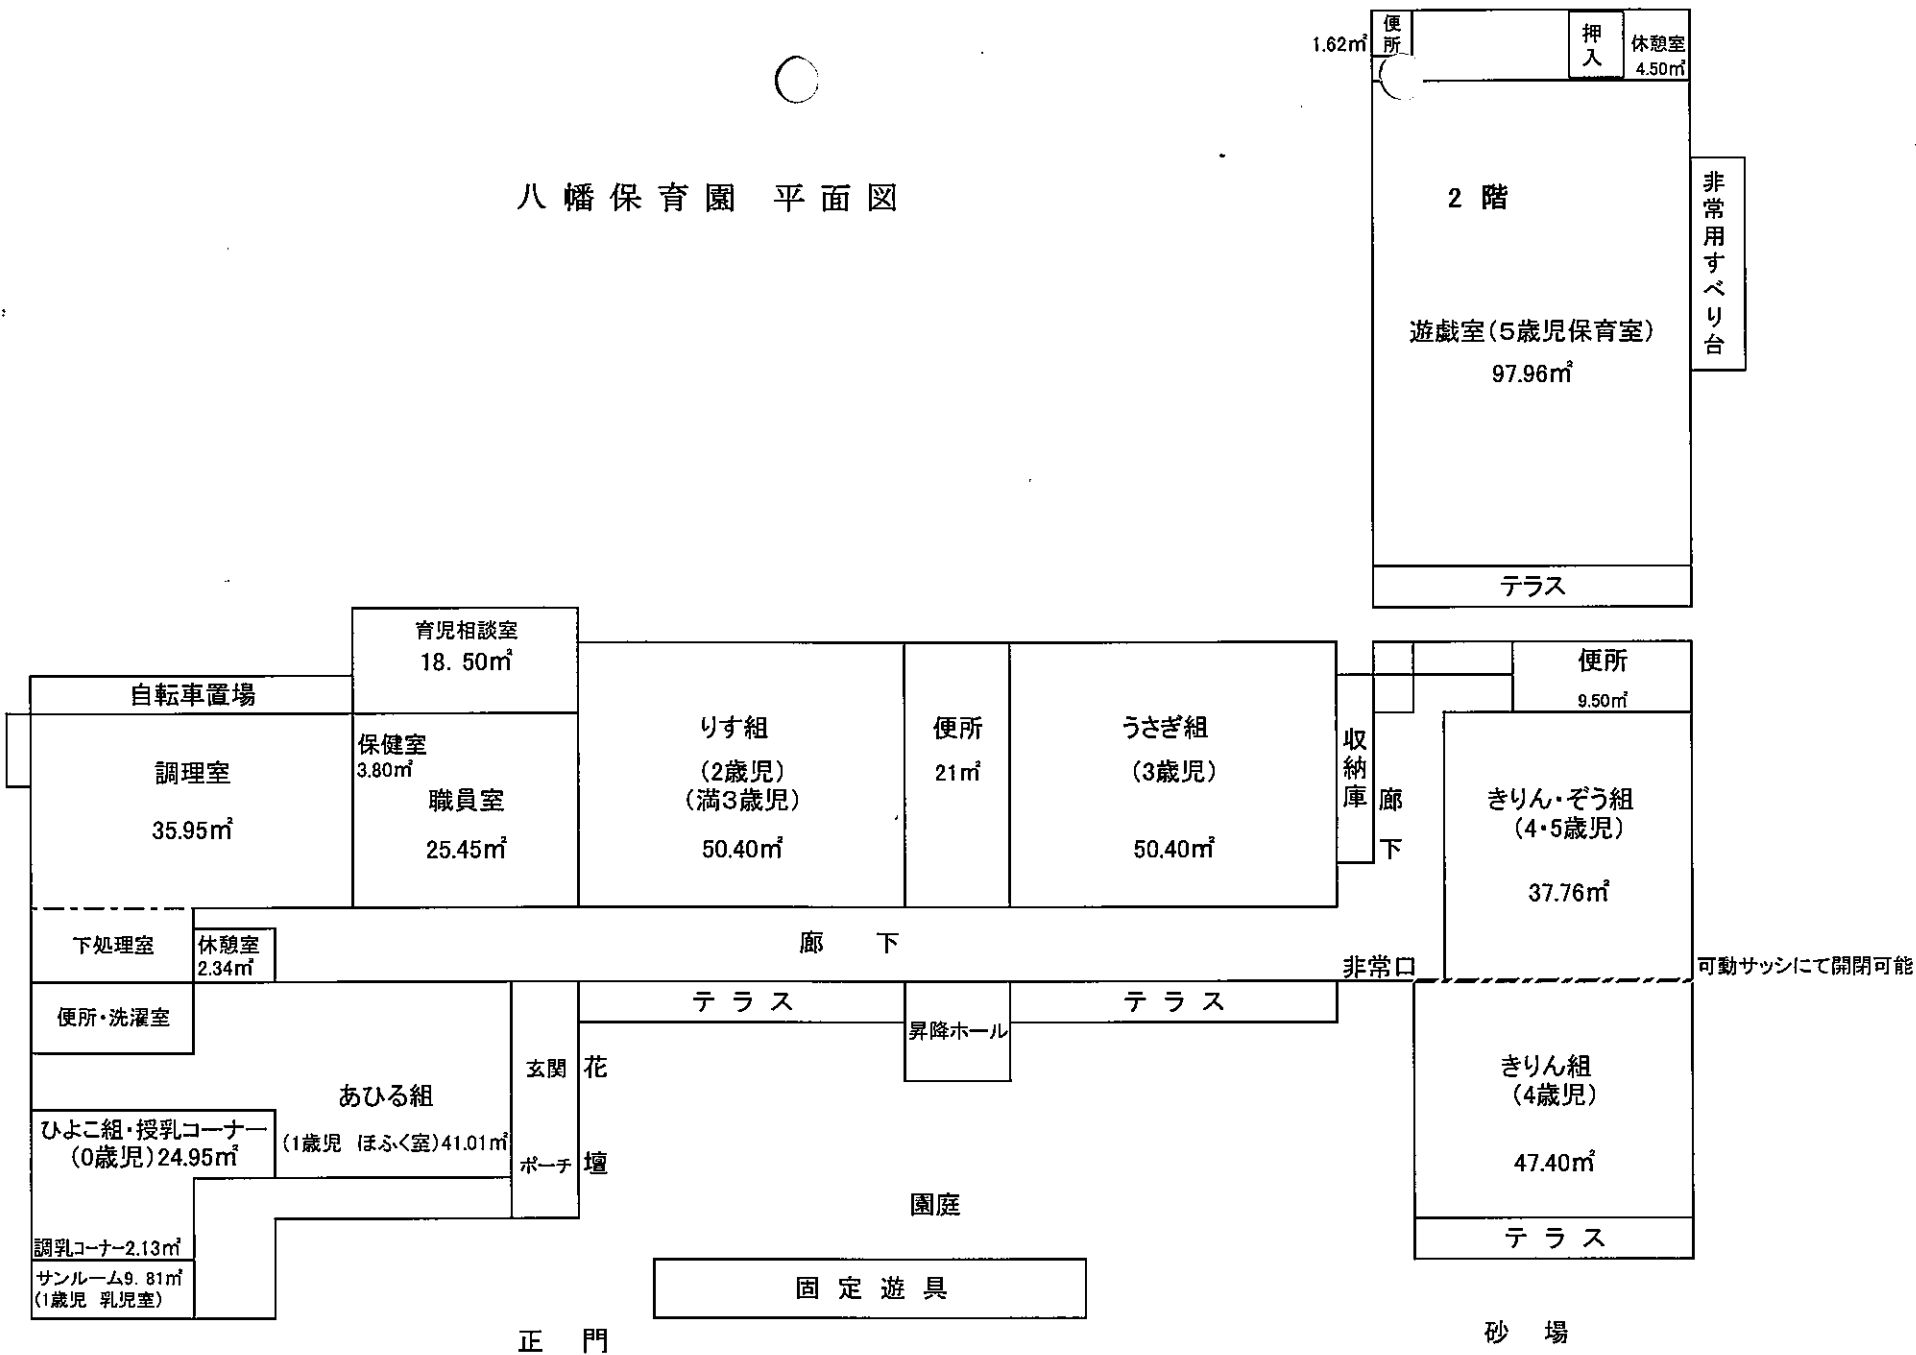 八幡保育園 平面図
便所
1.62㎡
押入
休憩室
4.50㎡
2 階
非常用すべり台
遊戯室(5歳児保育室)
97.96㎡
テラス
育児相談室
18. 50㎡
自転車置場
調理室
35.95㎡
保健室
3.80㎡
職員室
25.45㎡
りす組
(2歳児)
(満3歳児)
50.40㎡
便所
21㎡
うさぎ組
(3歳児)
50.40㎡
収納庫
廊下
便所
9.50㎡
きりん・ぞう組
(4・5歳児)
37.76㎡
下処理室
休憩室
2.34㎡
廊 下
非常口
可動サッシにて開閉可能
便所・洗濯室
テ ラ ス
テ ラ ス
昇降ホール
玄関
花壇
ポーチ
あひる組
(1歳児 ほふく室)41.01㎡
ひよこ組・授乳コーナー
(0歳児)24.95㎡
きりん組
(4歳児)
47.40㎡
園庭
テ ラ ス
調乳コーナー2.13㎡
サンルーム9. 81㎡
(1歳児 乳児室)
固 定 遊 具
正 門
砂 場